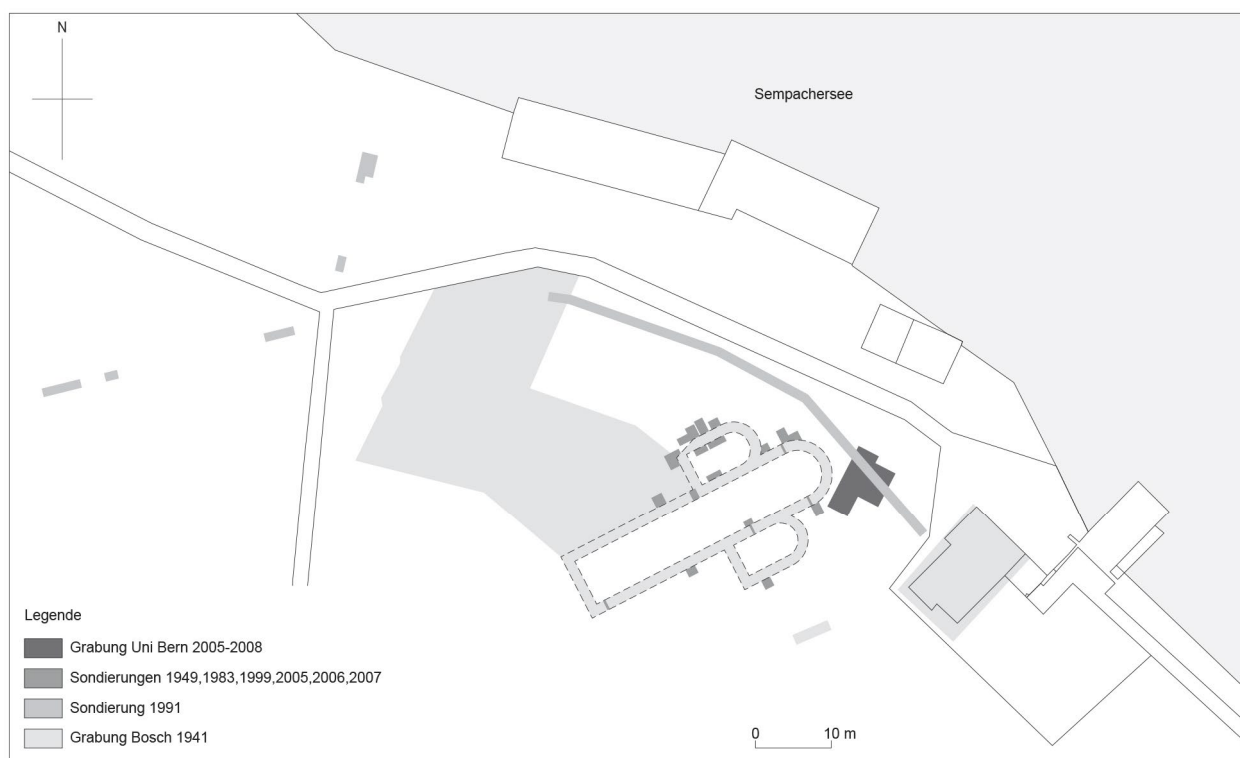 N
Sempachersee
Legende
Grabung Uni Bern 2005-2008
Sondierungen 1949,1983,1999,2005,2006,2007
Sondierung 1991
Grabung Bosch 1941
0 10 m